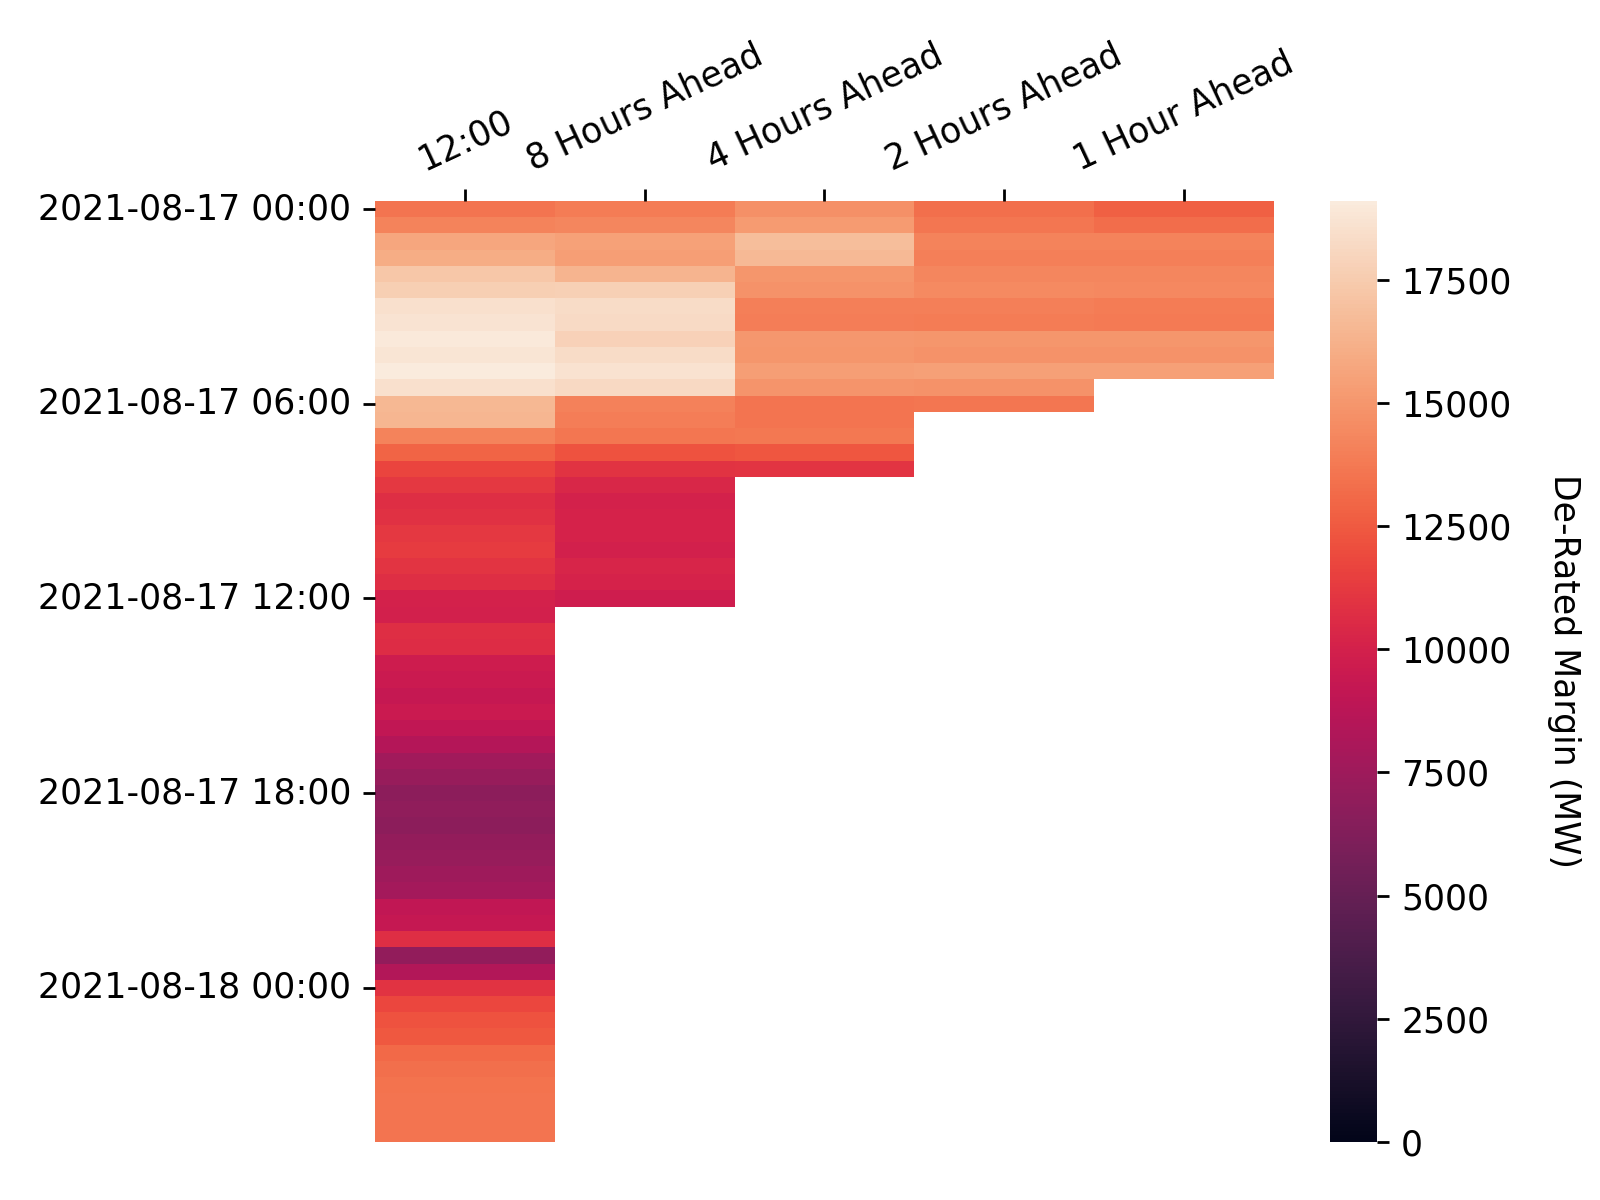 12:00
8 Hours Ahead
4 Hours Ahead
2 Hours Ahead
1 Hour Ahead
2021-08-17 00:00
2021-08-17 06:00
2021-08-17 12:00
2021-08-17 18:00
2021-08-18 00:00
17500
15000
12500
10000
7500
5000
2500
0
De-Rated Margin (MW)